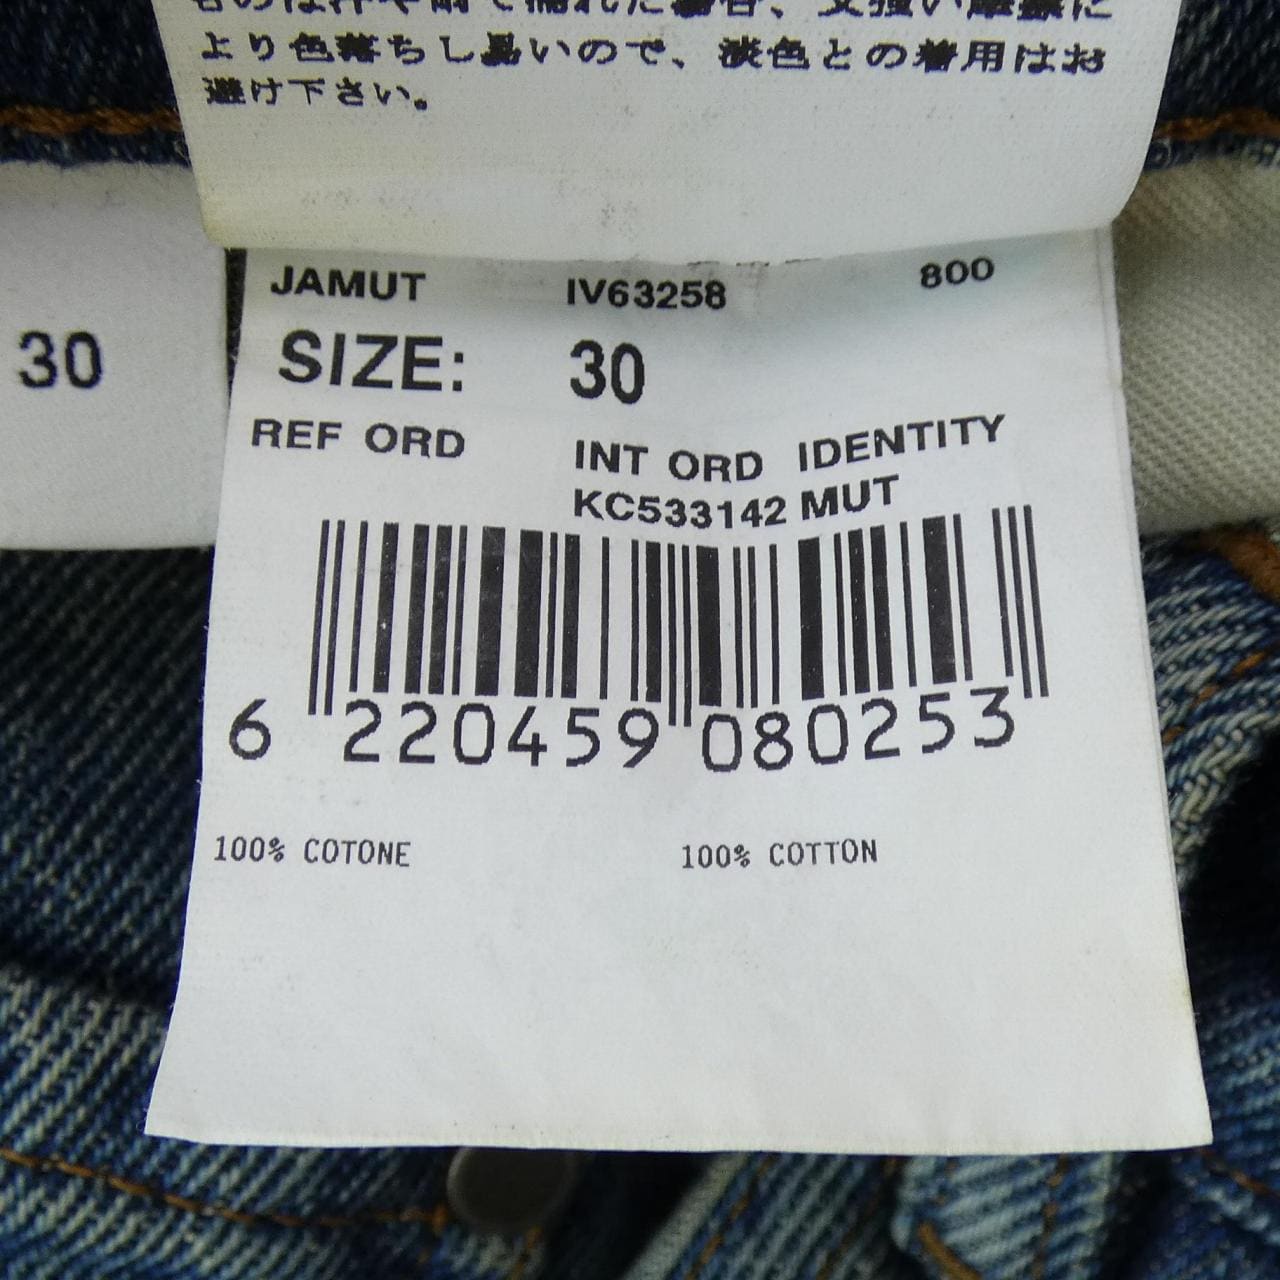 より色落ちし易いので、淡色との着用はお
避け下さい。
JAMUT IV63258 800
30
SIZE: 30
REF ORD INT ORD IDENTITY
KC533142 MUT
6 220459 080253
100% COTONE 100% COTTON